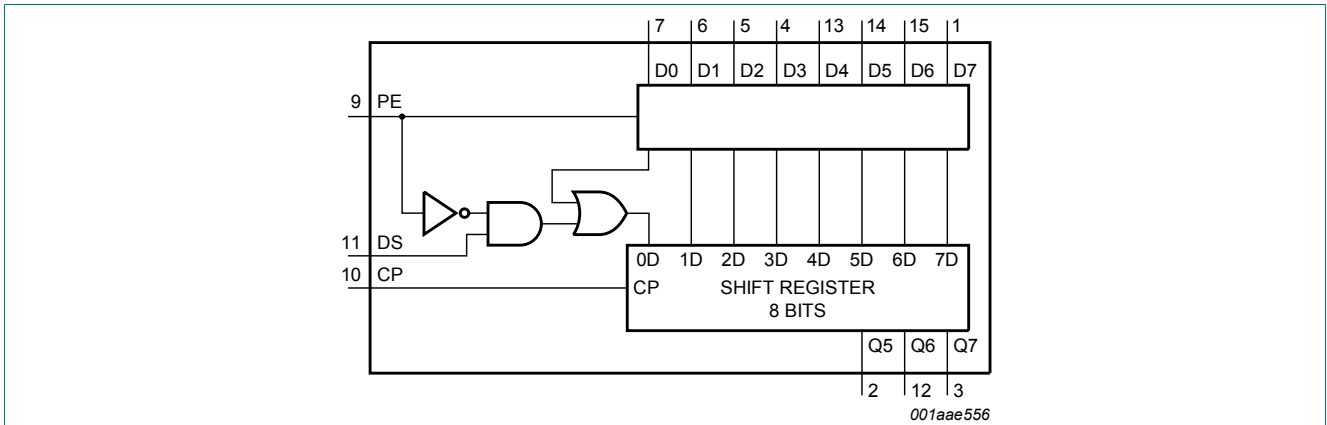 7 6 5 4 13 14 15 1
D0 D1 D2 D3 D4 D5 D6 D7
9 PE
11 DS
10 CP
0D 1D 2D 3D 4D 5D 6D 7D
CP SHIFT REGISTER
8 BITS
Q5 Q6 Q7
2 12 3
001aae556